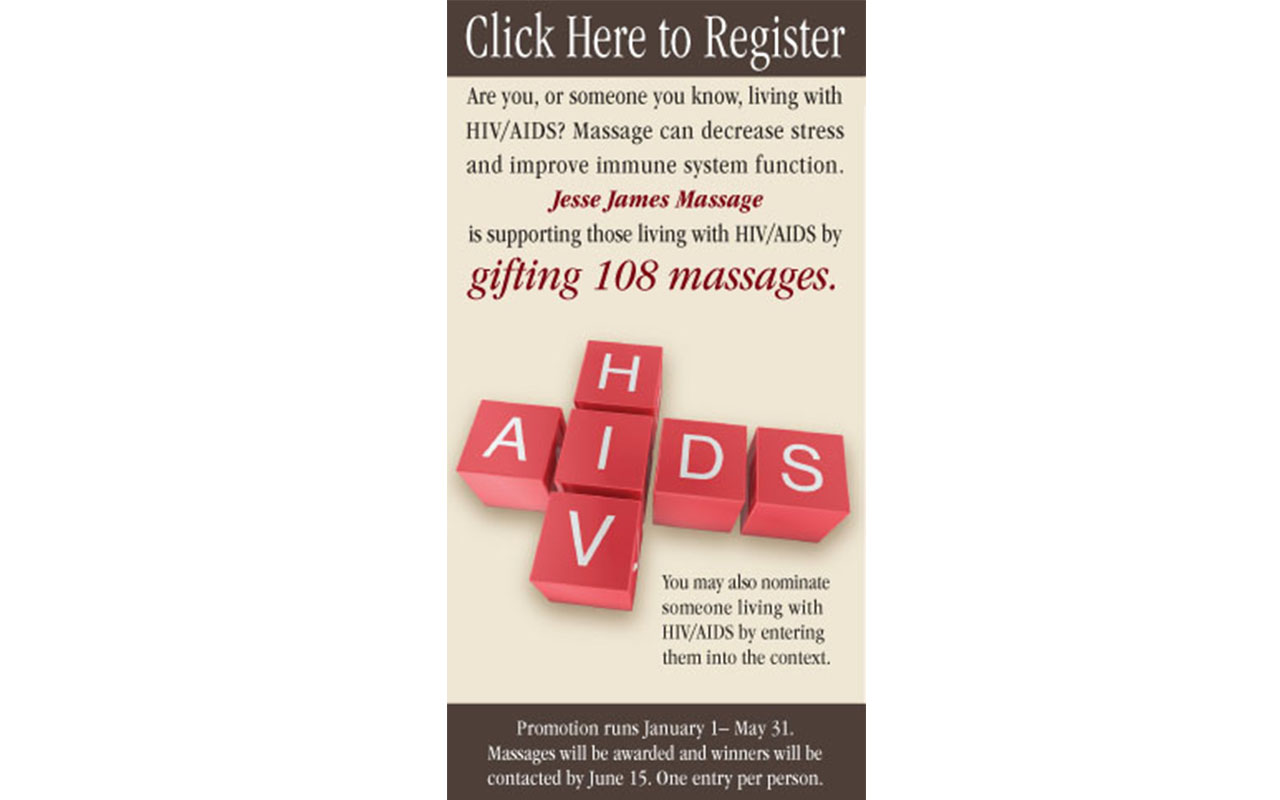 Click Here to Register
Are you, or someone you know, living with
HIV/AIDS? Massage can decrease stress
and improve immune system function.
Jesse James Massage
is supporting those living with HIV/AIDS by
gifting 108 massages.
H
A I D S
V
You may also nominate
someone living with
HIV/AIDS by entering
them into the context.
Promotion runs January 1– May 31.
Massages will be awarded and winners will be
contacted by June 15. One entry per person.